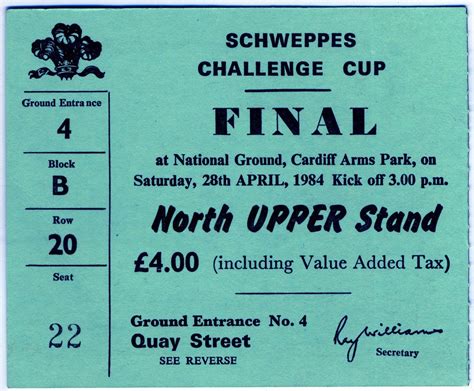 SCHWEPPES
CHALLENGE CUP
FINAL
at National Ground, Cardiff Arms Park, on
Saturday, 28th APRIL, 1984 Kick off 3.00 p.m.
North UPPER Stand
£4.00 (including Value Added Tax)
Ground Entrance No. 4
Quay Street
SEE REVERSE
Ray Williams
Secretary
Ground Entrance
4
Block
B
Row
20
Seat
22